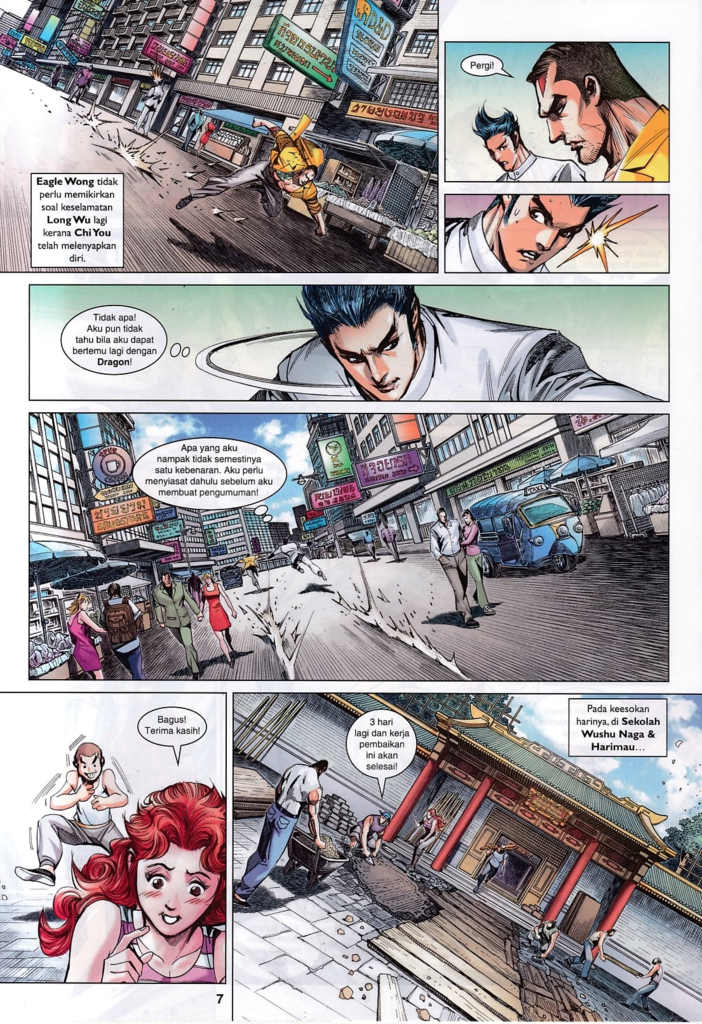 Eagle Wong tidak
perlu memikirkan
soal keselamatan
Long Wu lagi
kerana Chi You
telah melenyapkan
diri.
Pergi!
Tidak apa!
Aku pun tidak
tahu bila aku dapat
bertemu lagi dengan
Dragon!
Apa yang aku
nampak tidak semestinya
satu kebenaran. Aku perlu
menyiasat dahulu sebelum aku
membuat pengumuman!
Bagus!
Terima kasih!
3 hari
lagi dan kerja
pembaikan
ini akan
selesai!
Pada keesokan
harinya, di Sekolah
Wushu Naga &
Harimau...
7